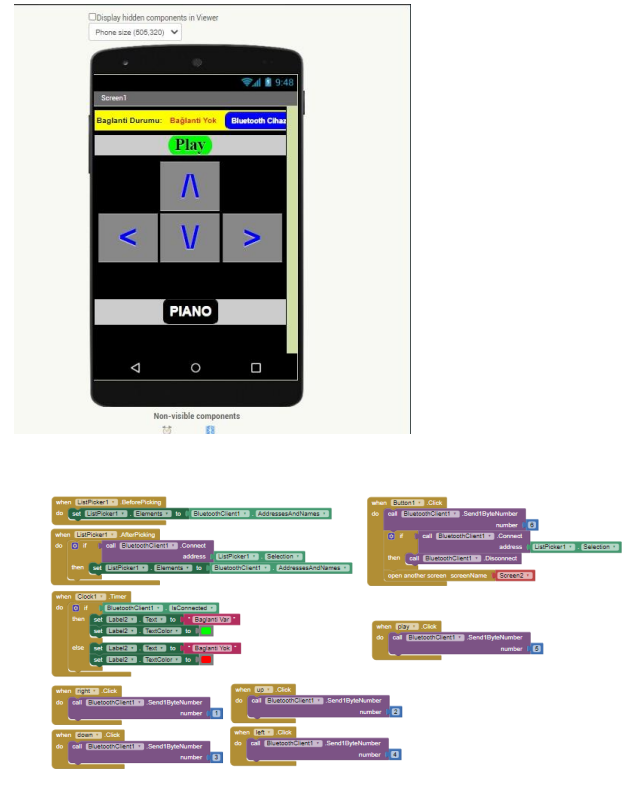 Display hidden components in Viewer
Phone size (505,320)
9:48
Screen1
Baglanti Durumu: Bağlanti Yok Bluetooth Cihaz
Play
/\
< \/ >
PIANO
Non-visible components
when ListPicker1 .BeforePicking
do set ListPicker1 . Elements to BluetoothClient1 . AddressesAndNames
when ListPicker1 .AfterPicking
do if call BluetoothClient1 .Connect
address ListPicker1 . Selection
then set ListPicker1 . Elements to BluetoothClient1 . AddressesAndNames
when Clock1 .Timer
do if BluetoothClient1 . IsConnected
then set Label2 . Text to " Baglanti Var "
set Label2 . TextColor to
else set Label2 . Text to " Baglanti Yok "
set Label2 . TextColor to
when right .Click
do call BluetoothClient1 .Send1ByteNumber
number 1
when up .Click
do call BluetoothClient1 .Send1ByteNumber
number 2
when down .Click
do call BluetoothClient1 .Send1ByteNumber
number 3
when left .Click
do call BluetoothClient1 .Send1ByteNumber
number 4
when Button1 .Click
do call BluetoothClient1 .Send1ByteNumber
number
if call BluetoothClient1 .Connect
address ListPicker1 . Selection
then call BluetoothClient1 .Disconnect
open another screen screenName Screen2
when play .Click
do call BluetoothClient1 .Send1ByteNumber
number 5